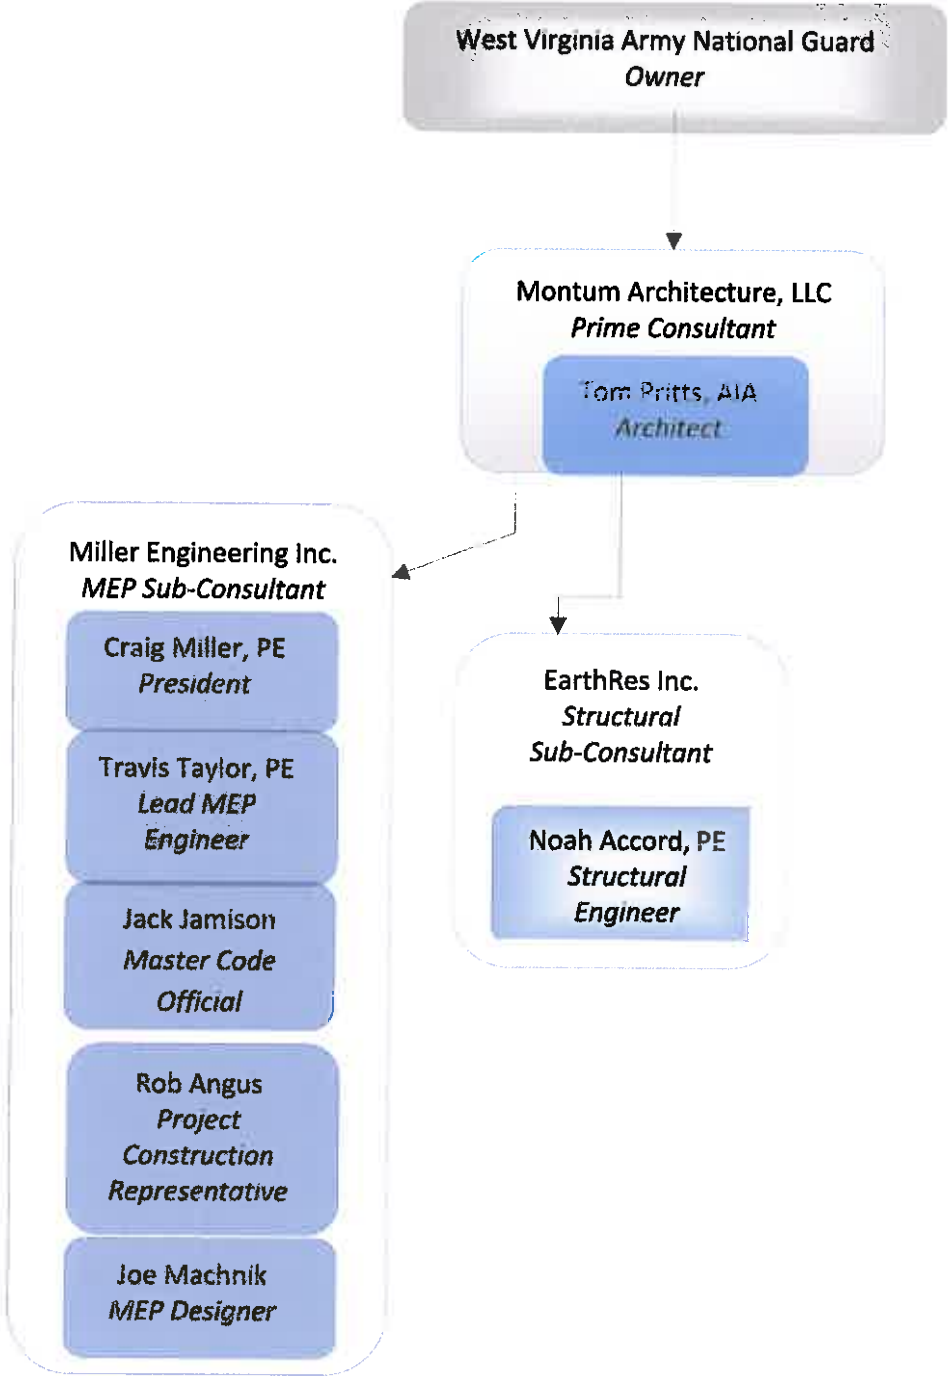 West Virginia Army National Guard
Owner
Montum Architecture, LLC
Prime Consultant
Tom Pritts, AIA
Architect
Miller Engineering Inc.
MEP Sub-Consultant
Craig Miller, PE
President
Travis Taylor, PE
Lead MEP
Engineer
Jack Jamison
Master Code
Official
Rob Angus
Project
Construction
Representative
Joe Machnik
MEP Designer
EarthRes Inc.
Structural
Sub-Consultant
Noah Accord, PE
Structural
Engineer